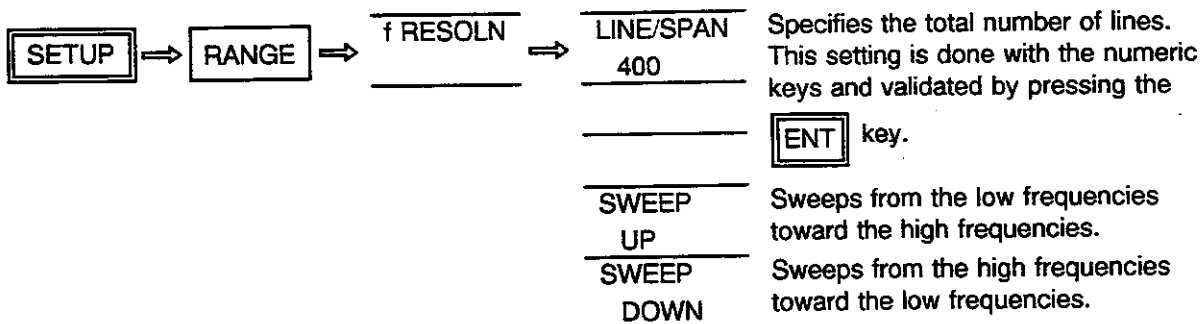 SETUP ⇒ RANGE ⇒ f RESOLN ⇒ LINE/SPAN
400
Specifies the total number of lines.
This setting is done with the numeric
keys and validated by pressing the
ENT key.
SWEEP
UP
Sweeps from the low frequencies
toward the high frequencies.
SWEEP
DOWN
Sweeps from the high frequencies
toward the low frequencies.